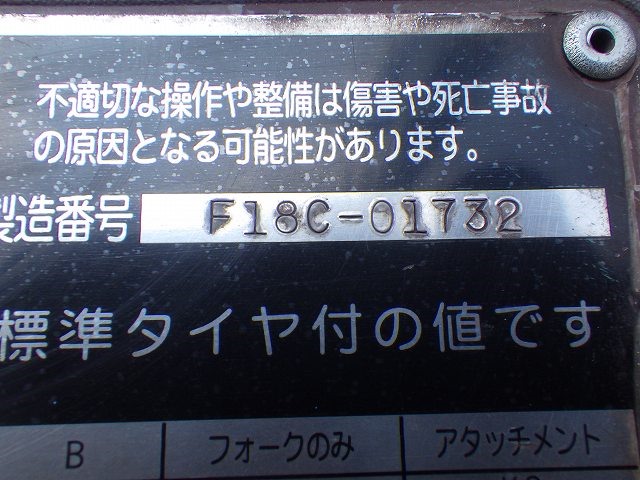 不適切な操作や整備は傷害や死亡事故
の原因となる可能性があります。
製造番号 F18C-01732
標準タイヤ付の値です
B フォークのみ アタッチメント